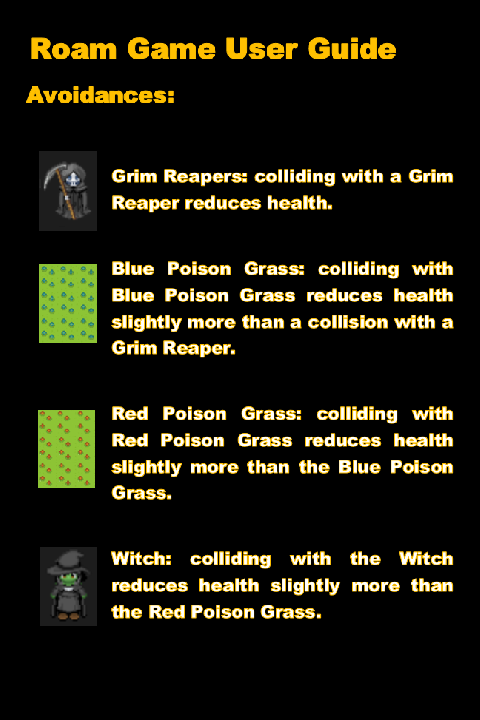 Roam Game User Guide
Avoidances:
Grim Reapers: colliding with a Grim
Reaper reduces health.
Blue Poison Grass: colliding with
Blue Poison Grass reduces health
slightly more than a collision with a
Grim Reaper.
Red Poison Grass: colliding with
Red Poison Grass reduces health
slightly more than the Blue Poison
Grass.
Witch: colliding with the Witch
reduces health slightly more than
the Red Poison Grass.